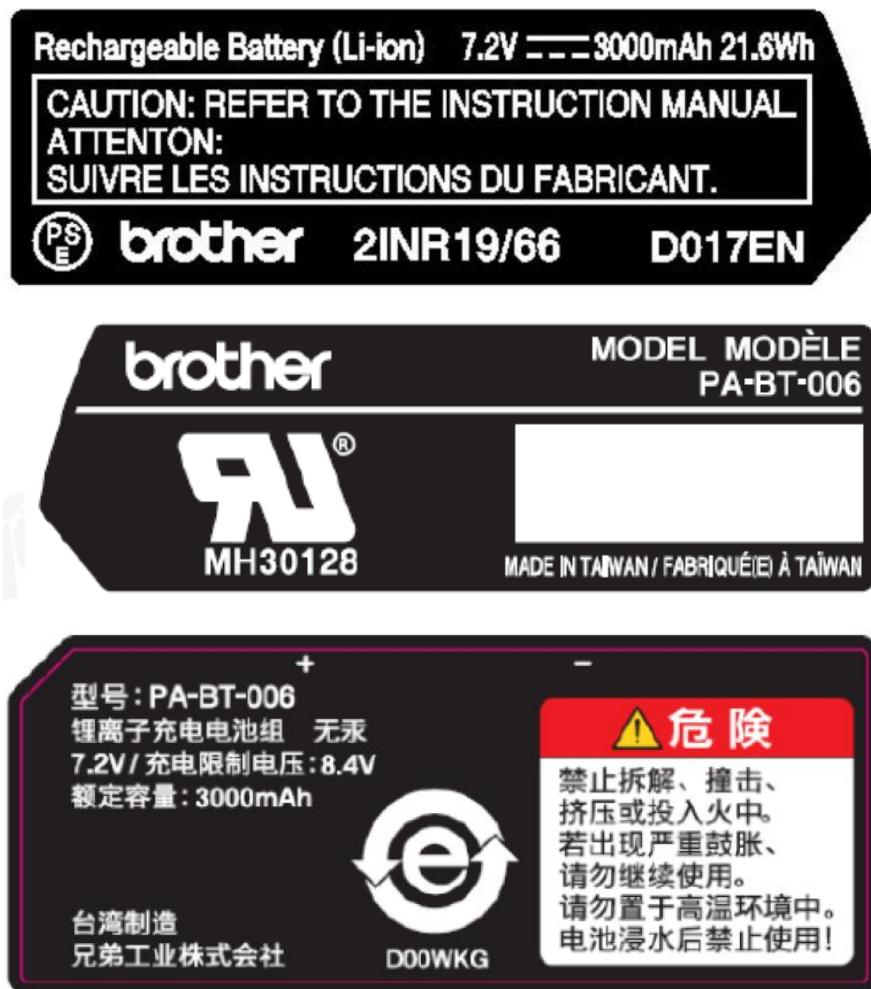 Rechargeable Battery (Li-ion) 7.2V 3000mAh 21.6Wh
CAUTION: REFER TO THE INSTRUCTION MANUAL.
ATTENTON:
SUIVRE LES INSTRUCTIONS DU FABRICANT.
PS E brother 2INR19/66 D017EN
brother
MODEL MODÈLE
PA-BT-006
RU®
MH30128
MADE IN TAIWAN / FABRIQUÉ(E) À TAÏWAN
+ −
型号:PA-BT-006
锂离子充电电池组 无汞
7.2V/充电限制电压:8.4V
额定容量:3000mAh
台湾制造
兄弟工业株式会社
e
D00WKG
危険
禁止拆解、撞击、
挤压或投入火中。
若出现严重鼓胀、
请勿继续使用。
请勿置于高温环境中。
电池浸水后禁止使用!